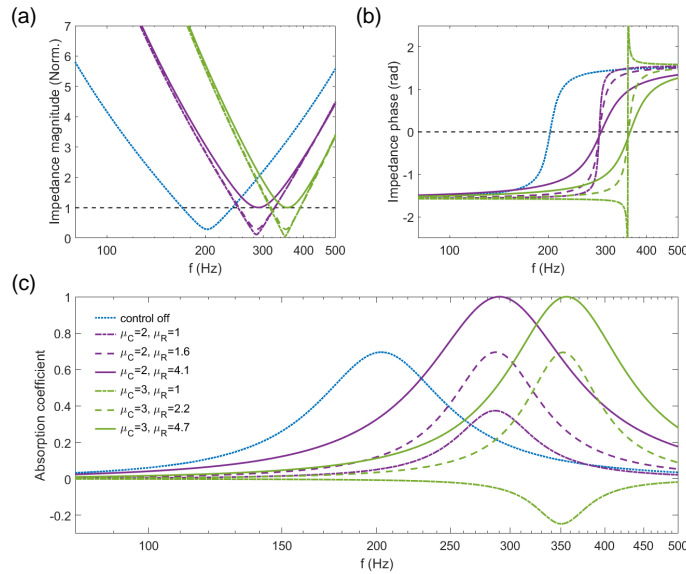 (a)
Impedance magnitude (Norm.)
7
6
5
4
3
2
1
0
100
200
300
400
500
f (Hz)
(b)
Impedance phase (rad)
2
1
0
-1
-2
100
200
300
400
500
f (Hz)
(c)
Absorption coefficient
1
0.8
0.6
0.4
0.2
0
-0.2
control off
μC=2, μR=1
μC=2, μR=1.6
μC=2, μR=4.1
μC=3, μR=1
μC=3, μR=2.2
μC=3, μR=4.7
100
150
200
250
300
350
400
450
500
f (Hz)